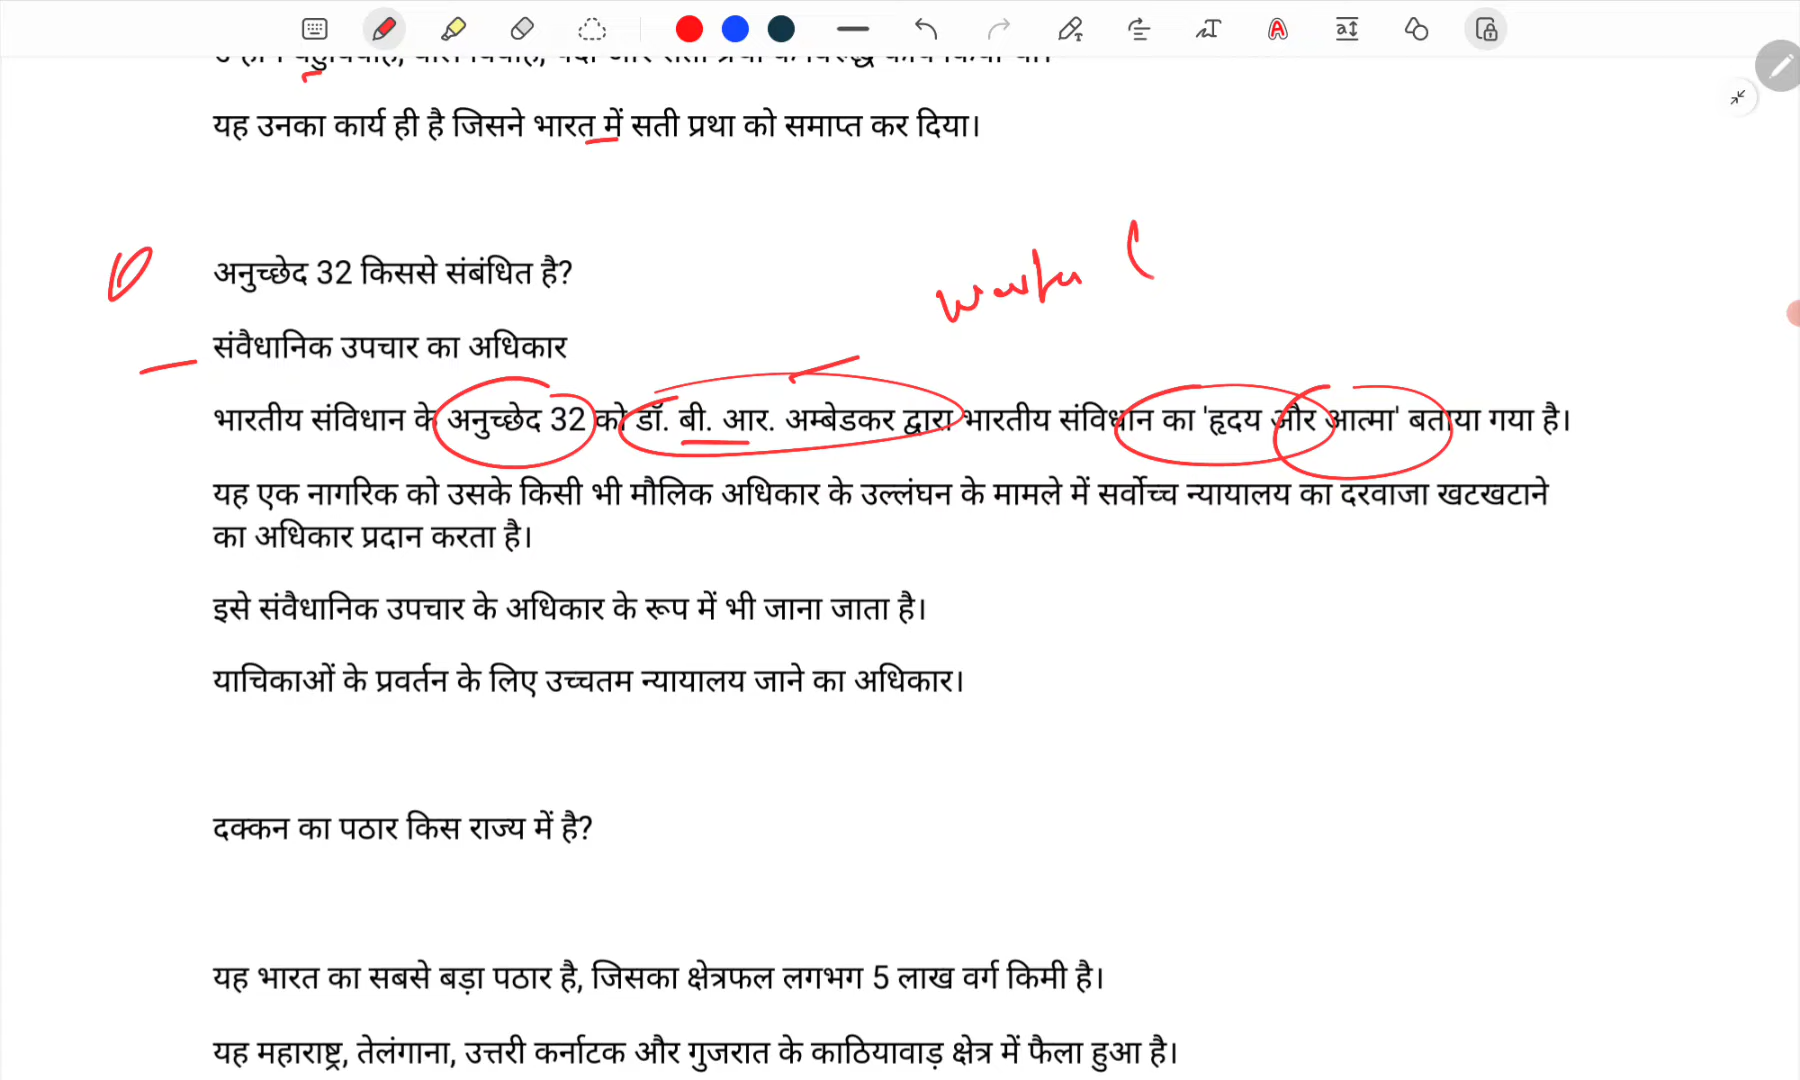 यह उनका कार्य ही है जिसने भारत में सती प्रथा को समाप्त कर दिया।
अनुच्छेद 32 किससे संबंधित है?
संवैधानिक उपचार का अधिकार
भारतीय संविधान के अनुच्छेद 32 को डॉ. बी. आर. अम्बेडकर द्वारा भारतीय संविधान का 'हृदय और आत्मा' बताया गया है।
यह एक नागरिक को उसके किसी भी मौलिक अधिकार के उल्लंघन के मामले में सर्वोच्च न्यायालय का दरवाजा खटखटाने
का अधिकार प्रदान करता है।
इसे संवैधानिक उपचार के अधिकार के रूप में भी जाना जाता है।
याचिकाओं के प्रवर्तन के लिए उच्चतम न्यायालय जाने का अधिकार।
दक्कन का पठार किस राज्य में है?
यह भारत का सबसे बड़ा पठार है, जिसका क्षेत्रफल लगभग 5 लाख वर्ग किमी है।
यह महाराष्ट्र, तेलंगाना, उत्तरी कर्नाटक और गुजरात के काठियावाड़ क्षेत्र में फैला हुआ है।